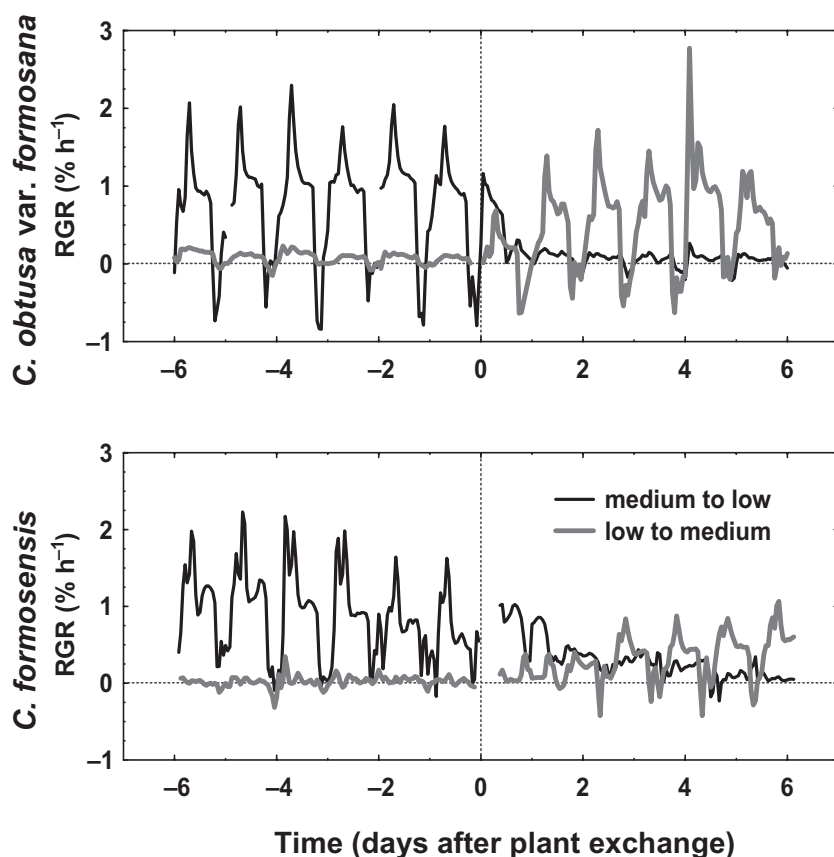 C. obtusa var. formosana
RGR (% h⁻¹)
3
2
1
0
−1
−6 −4 −2 0 2 4 6
C. formosensis
RGR (% h⁻¹)
3
2
1
0
−1
medium to low
low to medium
−6 −4 −2 0 2 4 6
Time (days after plant exchange)